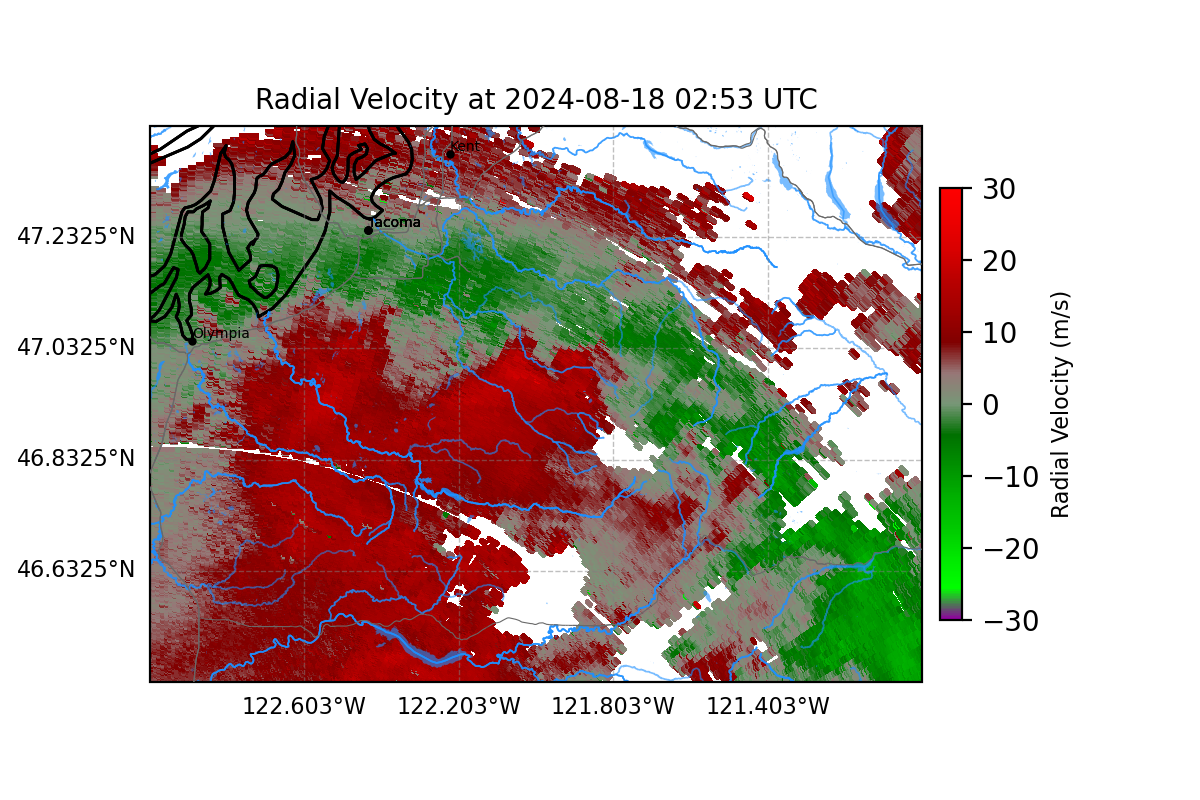 Radial Velocity at 2024-08-18 02:53 UTC
Kent
Tacoma
Olympia
47.2325°N
47.0325°N
46.8325°N
46.6325°N
122.603°W
122.203°W
121.803°W
121.403°W
30
20
10
0
−10
−20
−30
Radial Velocity (m/s)